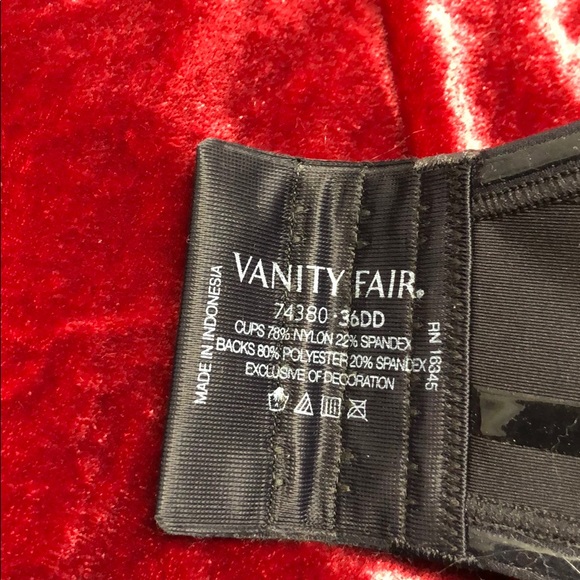 VANITY FAIR®
74380 • 36DD
CUPS 78% NYLON 22% SPANDEX
BACKS 80% POLYESTER 20% SPANDEX
EXCLUSIVE OF DECORATION
MADE IN INDONESIA
RN 16345